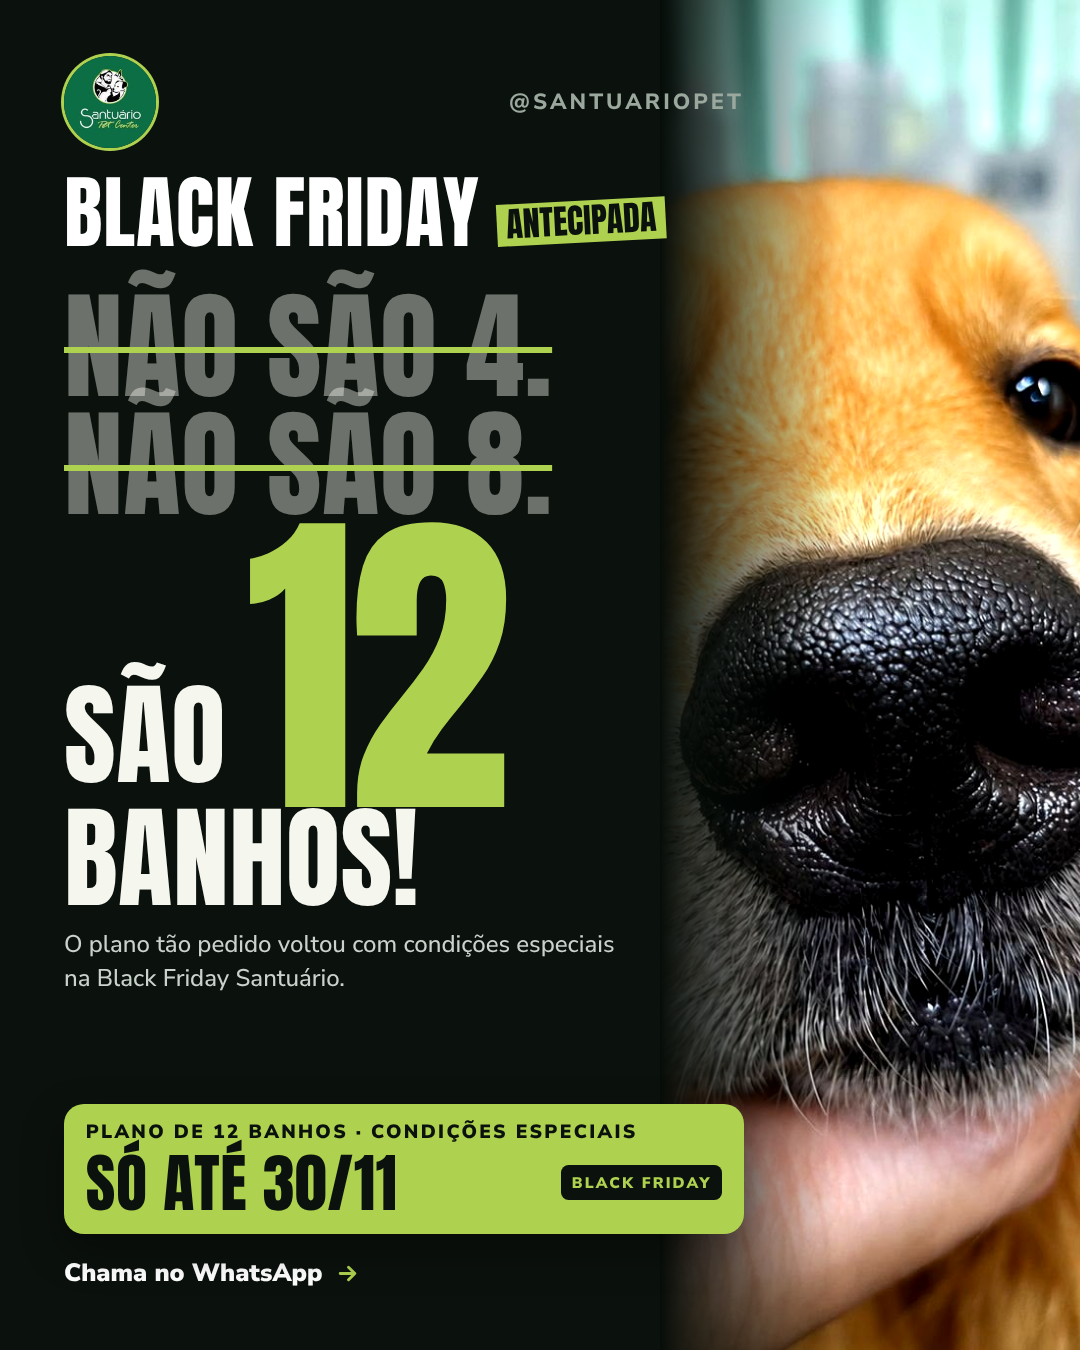 Santuário
Pet Center
@SANTUARIOPET
BLACK FRIDAY
ANTECIPADA
NÃO SÃO 4.
NÃO SÃO 8.
SÃO 12
BANHOS!
O plano tão pedido voltou com condições especiais
na Black Friday Santuário.
PLANO DE 12 BANHOS · CONDIÇÕES ESPECIAIS
SÓ ATÉ 30/11
BLACK FRIDAY
Chama no WhatsApp →